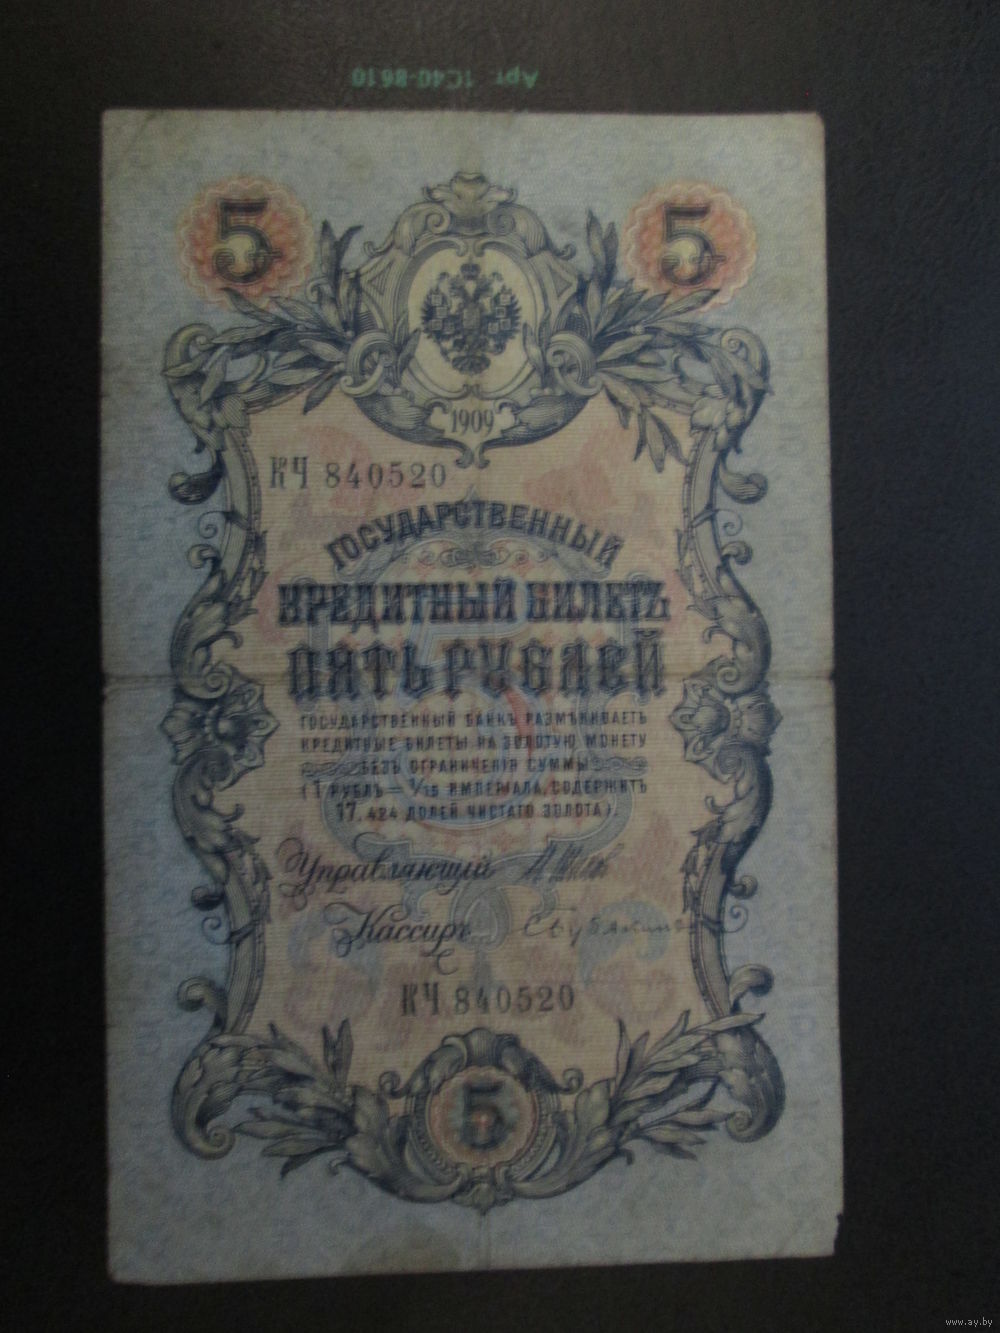 Арт. 1С40-8610
5 5
1909
КЧ 840520
ГОСУДАРСТВЕННЫЙ
КРЕДИТНЫЙ БИЛЕТЪ
ПЯТЬ РУБЛЕЙ
ГОСУДАРСТВЕННЫЙ БАНКЪ РАЗМѢНИВАЕТЪ
КРЕДИТНЫЕ БИЛЕТЫ НА ЗОЛОТУЮ МОНЕТУ
БЕЗЪ ОГРАНИЧЕНІЯ СУММЫ
(1 РУБЛЬ — 1/15 ИМПЕРІАЛА, СОДЕРЖИТЪ
17,424 ДОЛЕЙ ЧИСТАГО ЗОЛОТА).
Управляющій
Кассиръ
КЧ 840520
5
www.ay.by